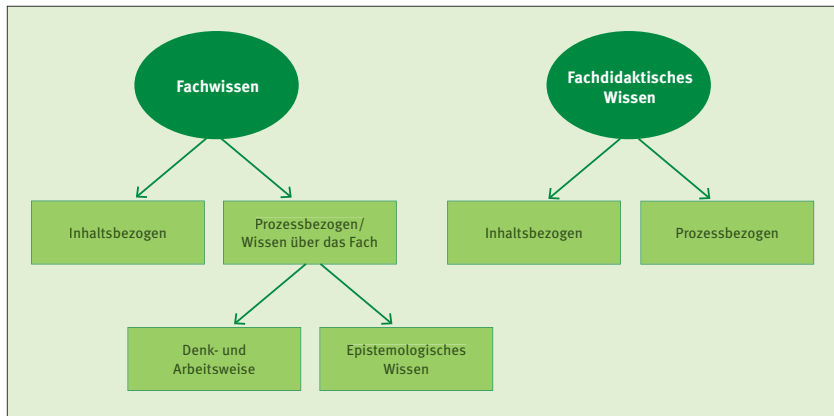 Fachwissen
Fachdidaktisches
Wissen
Inhaltsbezogen
Prozessbezogen/
Wissen über das Fach
Inhaltsbezogen
Prozessbezogen
Denk- und
Arbeitsweise
Epistemologisches
Wissen